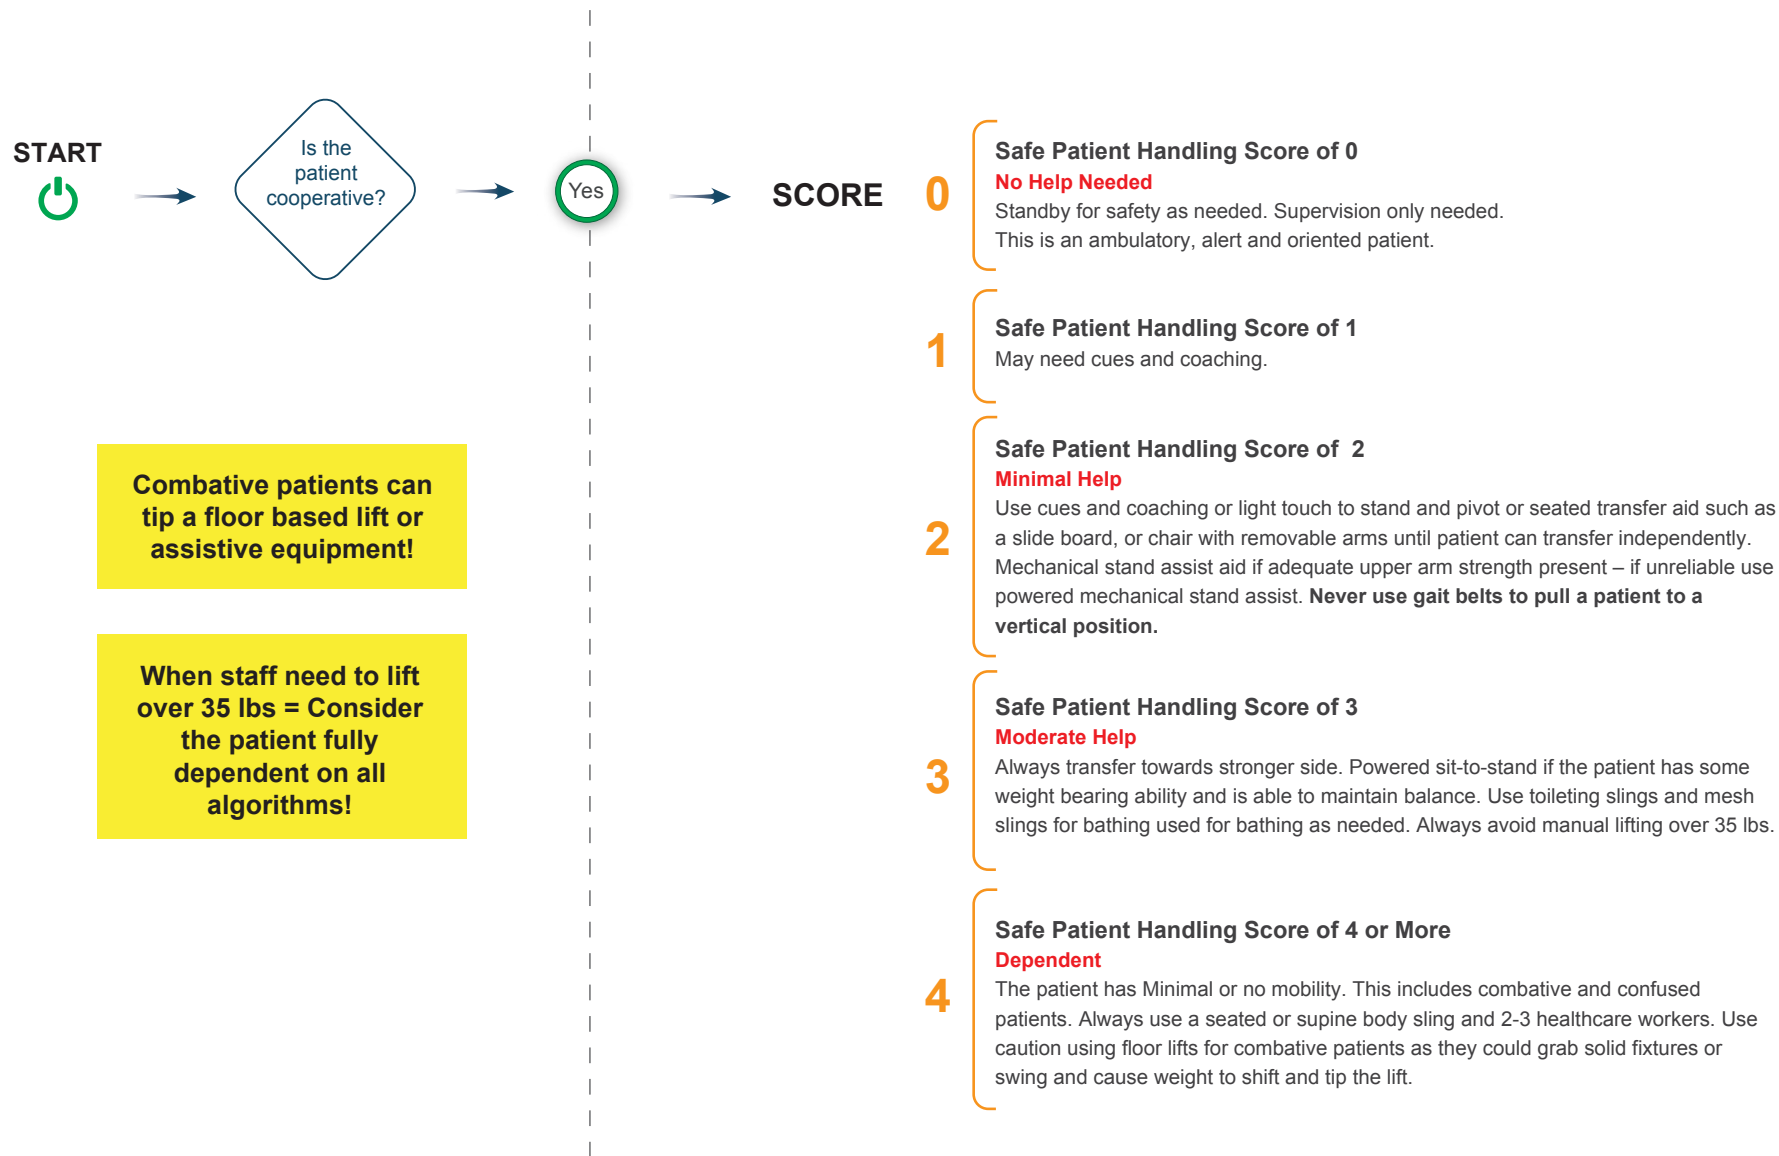 START
Is the
patient
cooperative?
Yes
SCORE
0
Safe Patient Handling Score of 0
No Help Needed
Standby for safety as needed. Supervision only needed.
This is an ambulatory, alert and oriented patient.
1
Safe Patient Handling Score of 1
May need cues and coaching.
Combative patients can
tip a floor based lift or
assistive equipment!
When staff need to lift
over 35 lbs = Consider
the patient fully
dependent on all
algorithms!
2
Safe Patient Handling Score of  2
Minimal Help
Use cues and coaching or light touch to stand and pivot or seated transfer aid such as
a slide board, or chair with removable arms until patient can transfer independently.
Mechanical stand assist aid if adequate upper arm strength present – if unreliable use
powered mechanical stand assist. Never use gait belts to pull a patient to a
vertical position.
3
Safe Patient Handling Score of 3
Moderate Help
Always transfer towards stronger side. Powered sit-to-stand if the patient has some
weight bearing ability and is able to maintain balance. Use toileting slings and mesh
slings for bathing used for bathing as needed. Always avoid manual lifting over 35 lbs.
4
Safe Patient Handling Score of 4 or More
Dependent
The patient has Minimal or no mobility. This includes combative and confused
patients. Always use a seated or supine body sling and 2-3 healthcare workers. Use
caution using floor lifts for combative patients as they could grab solid fixtures or
swing and cause weight to shift and tip the lift.